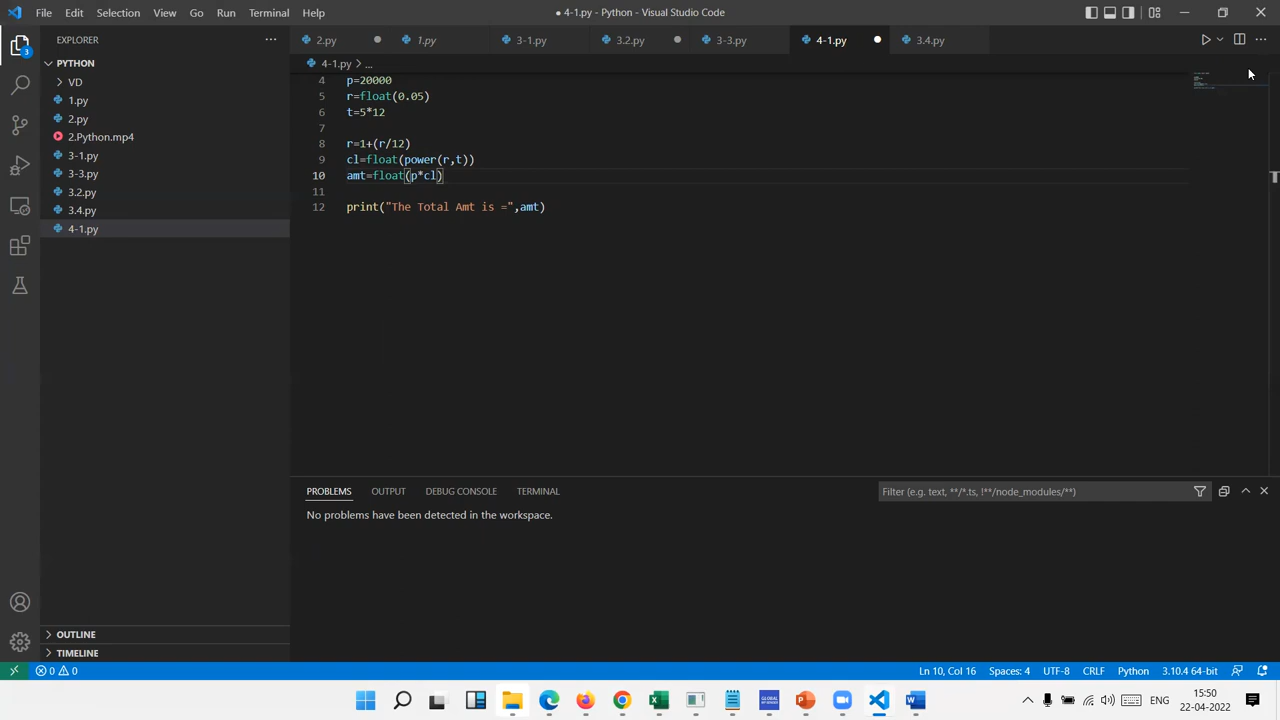 File Edit Selection View Go Run Terminal Help
● 4-1.py - Python - Visual Studio Code
EXPLORER
2.py 1.py 3-1.py 3.2.py 3-3.py 4-1.py 3.4.py
PYTHON
4-1.py > ...
VD
1.py
2.py
2.Python.mp4
3-1.py
3-3.py
3.2.py
3.4.py
4-1.py
4 p=20000
5 r=float(0.05)
6 t=5*12
7
8 r=1+(r/12)
9 cl=float(power(r,t))
10 amt=float(p*cl)
11
12 print("The Total Amt is =",amt)
PROBLEMS OUTPUT DEBUG CONSOLE TERMINAL
Filter (e.g. text, **/*.ts, !**/node_modules/**)
No problems have been detected in the workspace.
OUTLINE
TIMELINE
0 0
Ln 10, Col 16 Spaces: 4 UTF-8 CRLF Python 3.10.4 64-bit
3
GLOBAL
ENG
15:50
22-04-2022